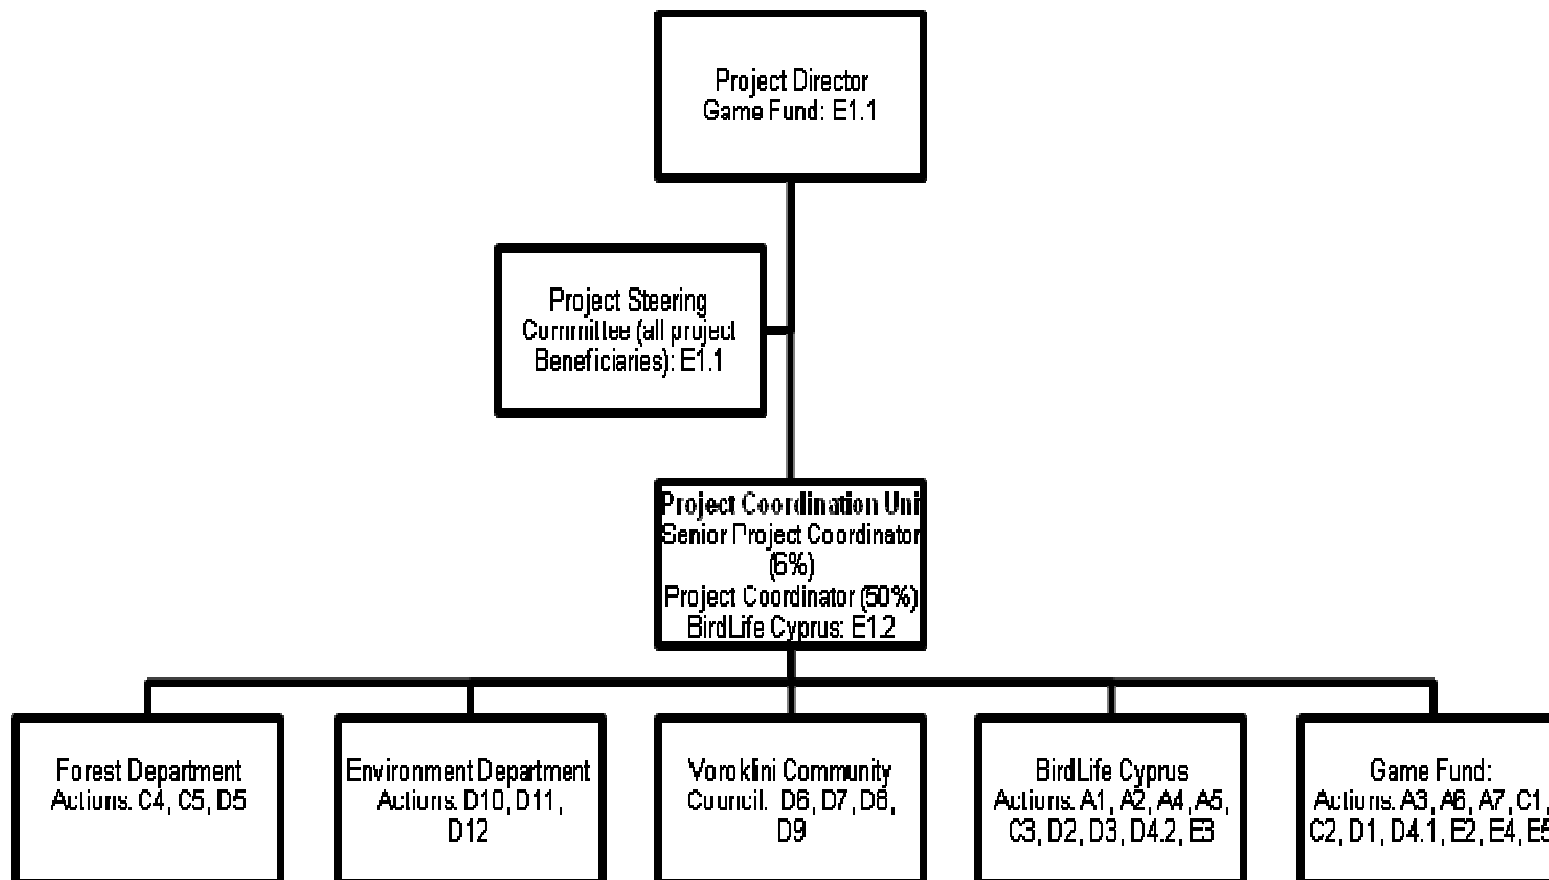 Project Director
Game Fund: E1.1
Project Steering
Committee (all project
Beneficiaries): E1.1
Project Coordination Uni
Senior Project Coordinator
(6%)
Project Coordinator (50%)
BirdLife Cyprus: E1.2
Forest Department
Actions: C4, C5, D5
Environment Department
Actions: D10, D11,
D12
Voroklini Community
Council: D6, D7, D8,
D9
BirdLife Cyprus
Actions: A1, A2, A4, A5,
C3, D2, D3, D4.2, E3
Game Fund:
Actions: A3, A6, A7, C1,
C2, D1, D4.1, E2, E4, E5